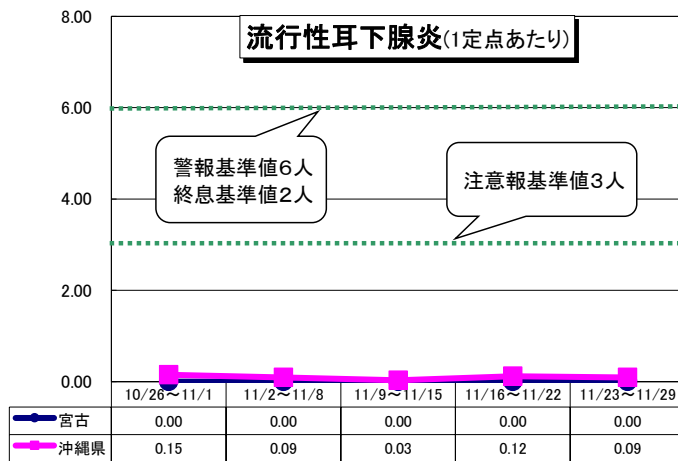 流行性耳下腺炎(1定点あたり)
8.00
6.00
警報基準値6人
終息基準値2人
注意報基準値3人
4.00
2.00
0.00
10/26～11/1 11/2～11/8 11/9～11/15 11/16～11/22 11/23～11/29
宮古 0.00 0.00 0.00 0.00 0.00
沖縄県 0.15 0.09 0.03 0.12 0.09